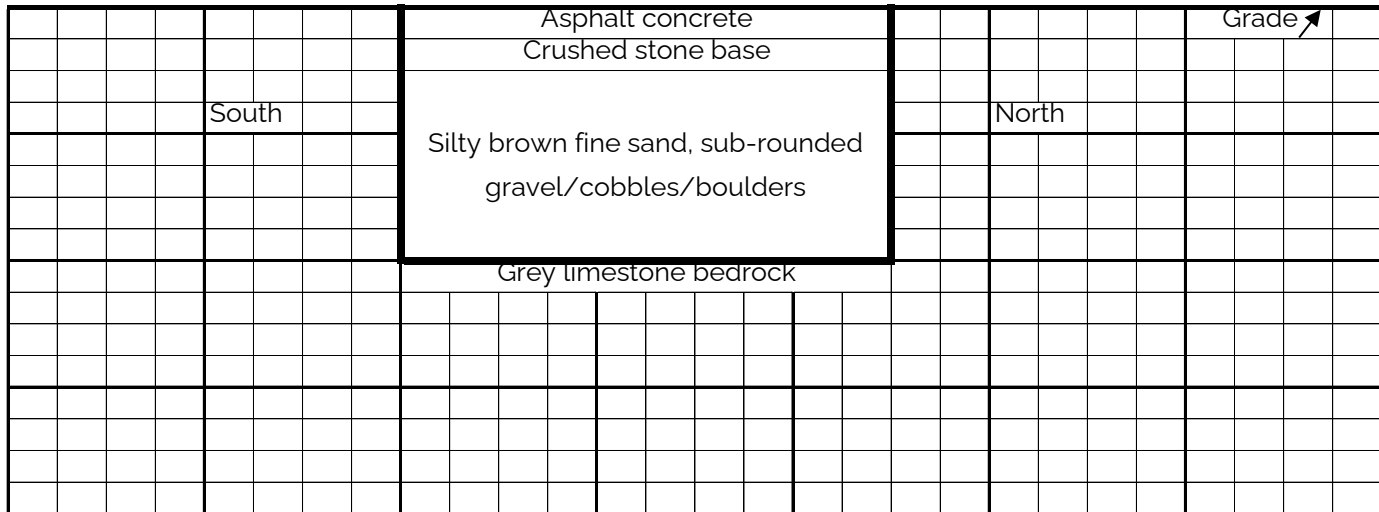 Asphalt concrete
Grade
Crushed stone base
South
North
Silty brown fine sand, sub-rounded
gravel/cobbles/boulders
Grey limestone bedrock